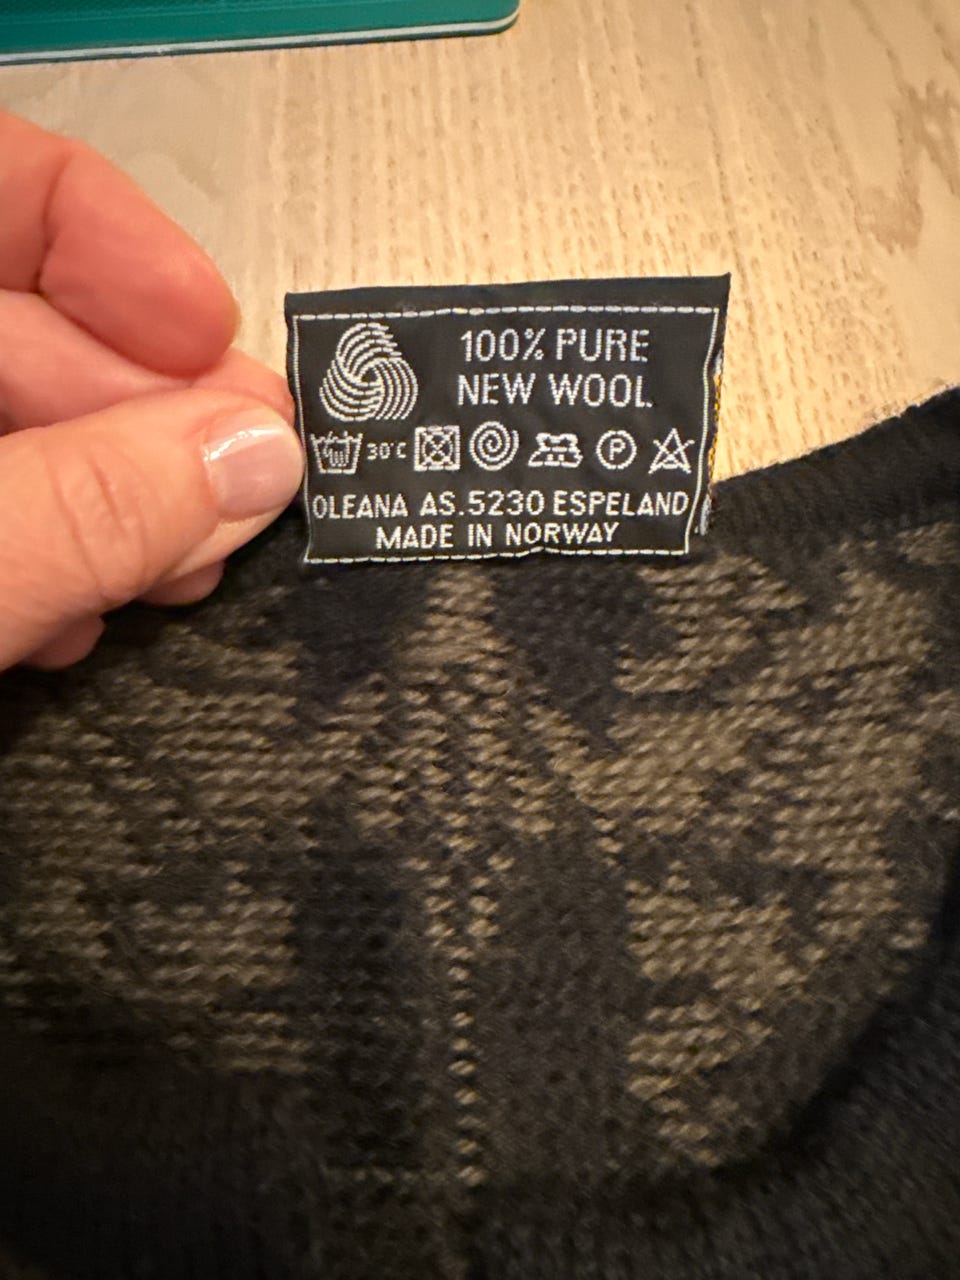 100% PURE
NEW WOOL
30°C P
OLEANA AS.5230 ESPELAND
MADE IN NORWAY